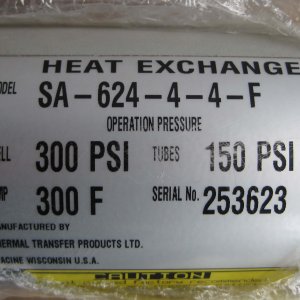 HEAT EXCHANGE
ODEL SA-624-4-4-F
OPERATION PRESSURE
ELL 300 PSI TUBES 150 PSI
MP 300 F SERIAL No. 253623
ANUFACTURED BY
HERMAL TRANSFER PRODUCTS LTD.
ACINE WISCONSIN U.S.A.
CAUTION